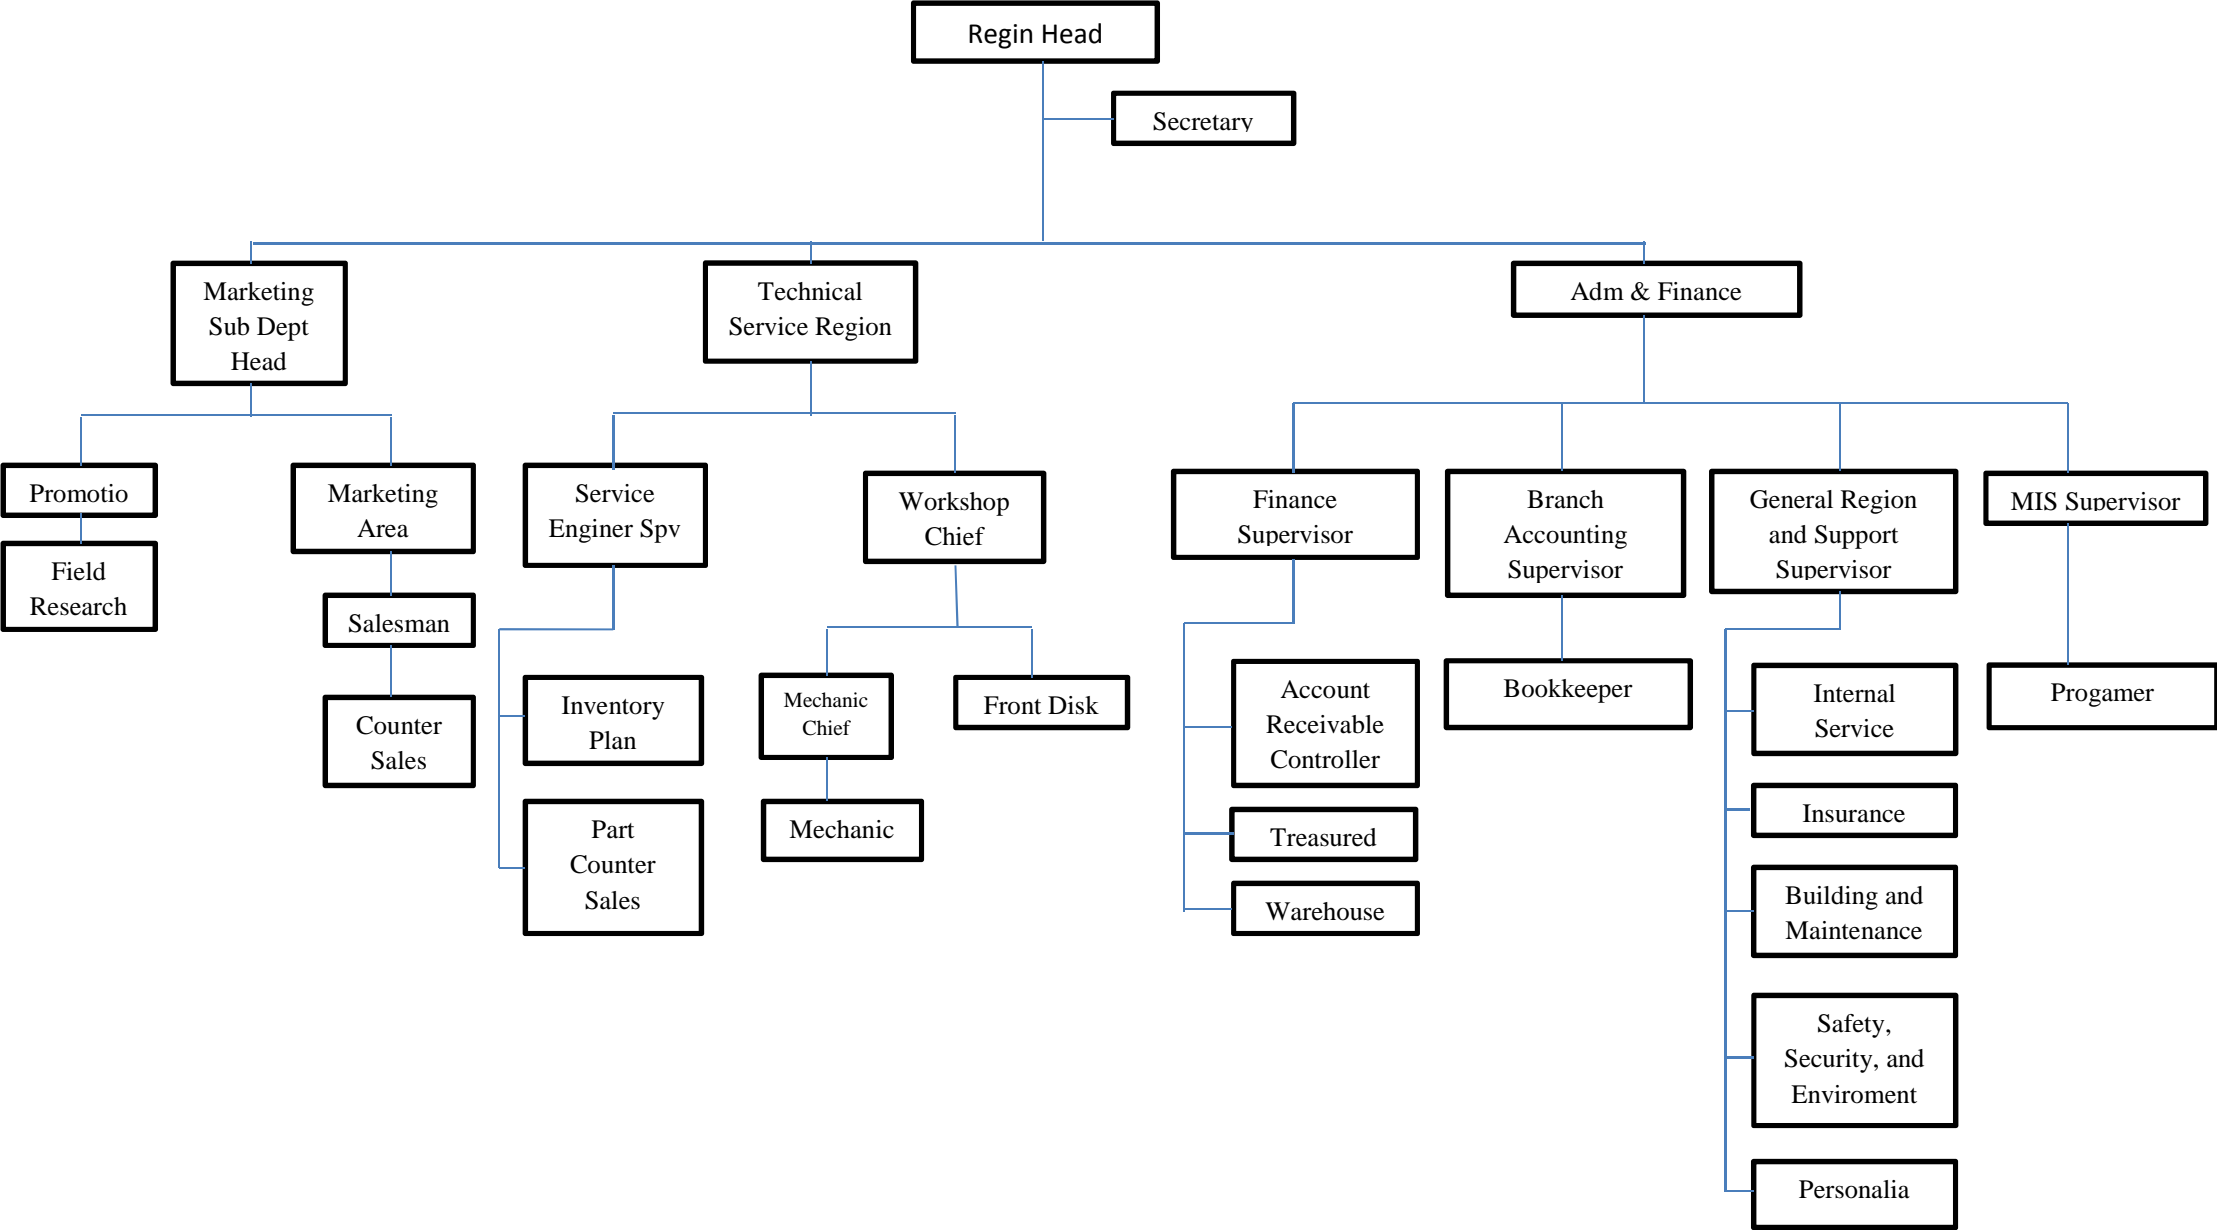 Regin Head
Secretary
Marketing
Sub Dept
Head
Technical
Service Region
Adm & Finance
Promotio
Marketing
Area
Service
Enginer Spv
Workshop
Chief
Finance
Supervisor
Branch
Accounting
Supervisor
General Region
and Support
Supervisor
MIS Supervisor
Field
Research
Salesman
Counter
Sales
Inventory
Plan
Part
Counter
Sales
Mechanic
Chief
Front Disk
Mechanic
Account
Receivable
Controller
Treasured
Warehouse
Bookkeeper
Internal
Service
Insurance
Building and
Maintenance
Safety,
Security, and
Enviroment
Personalia
Progamer